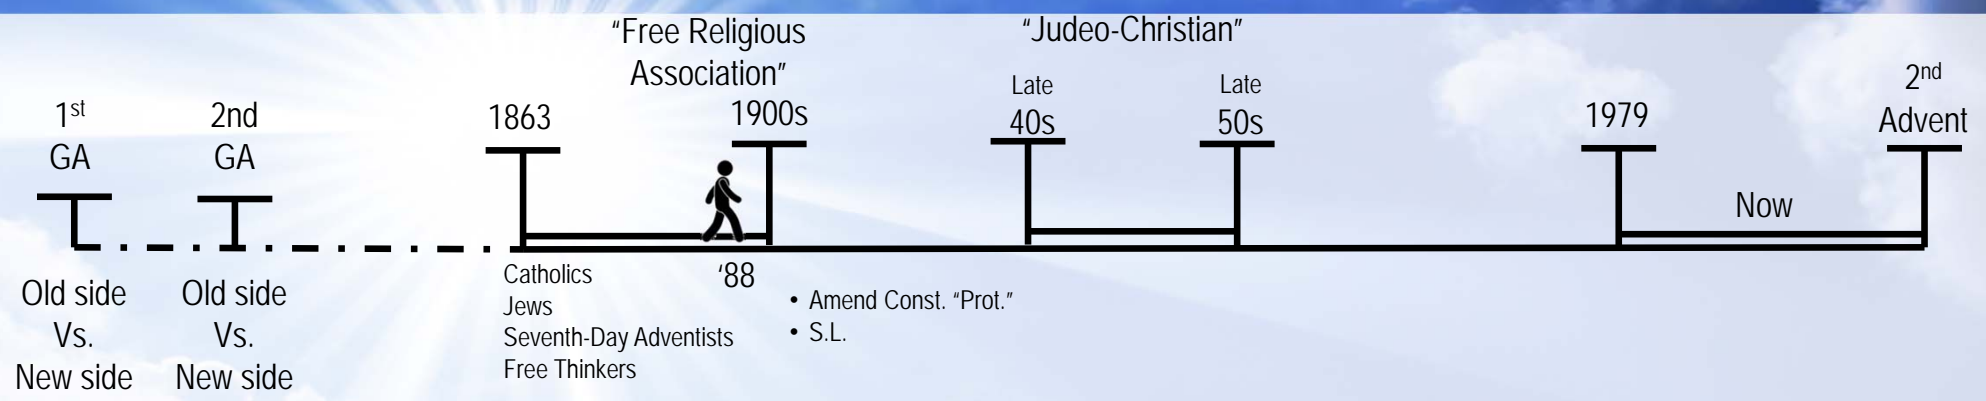 “Free Religious
Association”
“Judeo-Christian”
1st
GA
2nd
GA
1863
1900s
Late
40s
Late
50s
1979
2nd
Advent
Now
Old side
Vs.
New side
Old side
Vs.
New side
Catholics
Jews
Seventh-Day Adventists
Free Thinkers
‘88
• Amend Const. “Prot.”
• S.L.